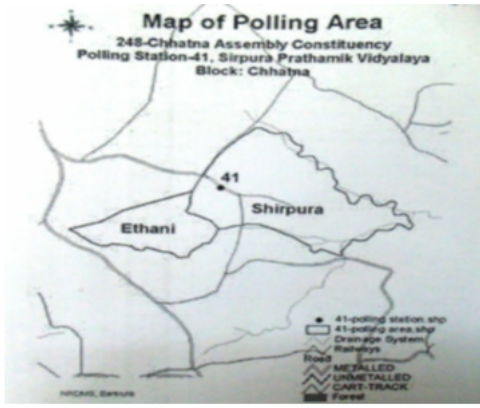 Map of Polling Area
248-Chhatna Assembly Constituency
Polling Station-41, Sirpura Prathamik Vidyalaya
Block: Chhatna
41
Shirpura
Ethani
41-polling station.shp
41-polling area.shp
Drainage System
Railways
Road
METALLED
UNMETALLED
CART-TRACK
Forest
NRDMS, Bankura